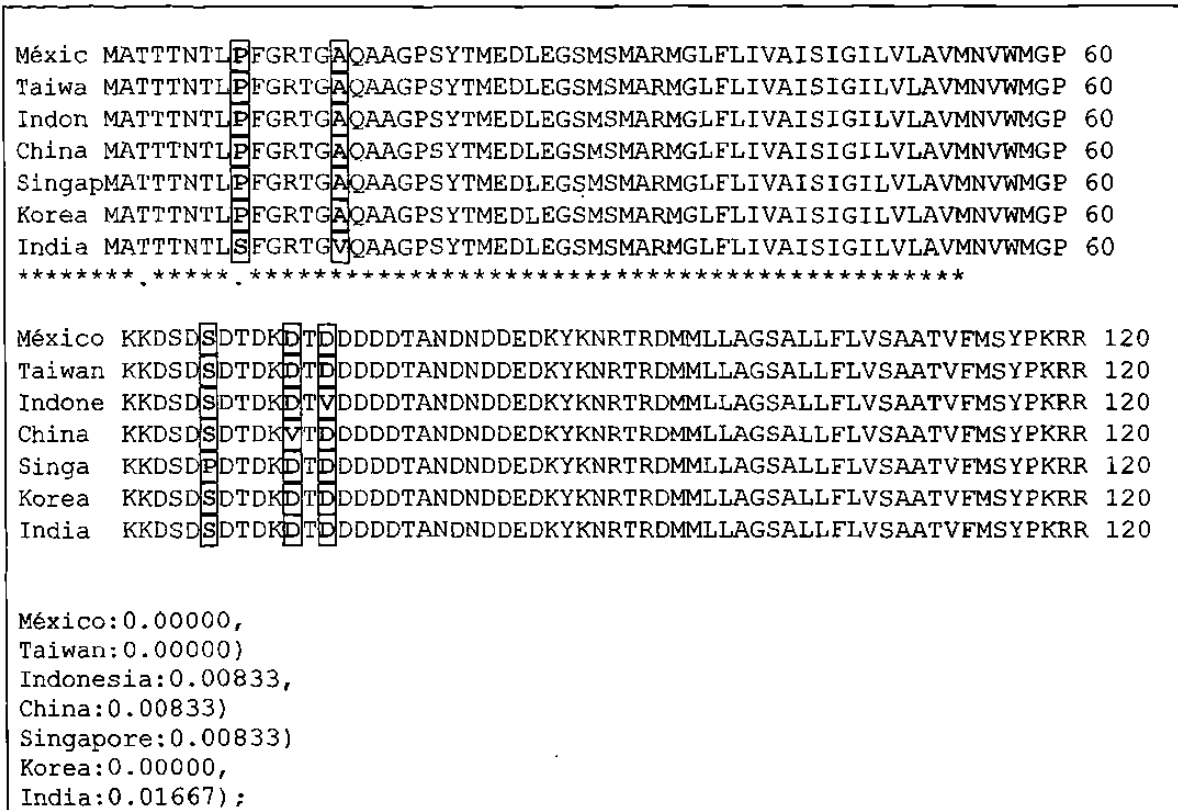 Méxic MATTTNTLPFGRTGAQAAGPSYTMEDLEGSMSMARMGLFLIVAISIGILVLAVMNVWMGP 60
Taiwa MATTTNTLPFGRTGAQAAGPSYTMEDLEGSMSMARMGLFLIVAISIGILVLAVMNVWMGP 60
Indon MATTTNTLPFGRTGAQAAGPSYTMEDLEGSMSMARMGLFLIVAISIGILVLAVMNVWMGP 60
China MATTTNTLPFGRTGAQAAGPSYTMEDLEGSMSMARMGLFLIVAISIGILVLAVMNVWMGP 60
SingapMATTTNTLPFGRTGAQAAGPSYTMEDLEGSMSMARMGLFLIVAISIGILVLAVMNVWMGP 60
Korea MATTTNTLPFGRTGAQAAGPSYTMEDLEGSMSMARMGLFLIVAISIGILVLAVMNVWMGP 60
India MATTTNTLSFGRTGVQAAGPSYTMEDLEGSMSMARMGLFLIVAISIGILVLAVMNVWMGP 60
********.*****.*********************************************
México KKDSDSDTDKDTDDDDDTANDNDDEDKYKNRTRDMMLLAGSALLFLVSAATVFMSYPKRR 120
Taiwan KKDSDSDTDKDTDDDDDTANDNDDEDKYKNRTRDMMLLAGSALLFLVSAATVFMSYPKRR 120
Indone KKDSDSDTDKDTVDDDDTANDNDDEDKYKNRTRDMMLLAGSALLFLVSAATVFMSYPKRR 120
China KKDSDSDTDKVTDDDDDTANDNDDEDKYKNRTRDMMLLAGSALLFLVSAATVFMSYPKRR 120
Singa KKDSDPDTDKDTDDDDDTANDNDDEDKYKNRTRDMMLLAGSALLFLVSAATVFMSYPKRR 120
Korea KKDSDSDTDKDTDDDDDTANDNDDEDKYKNRTRDMMLLAGSALLFLVSAATVFMSYPKRR 120
India KKDSDSDTDKDTDDDDDTANDNDDEDKYKNRTRDMMLLAGSALLFLVSAATVFMSYPKRR 120
México:0.00000,
Taiwan:0.00000)
Indonesia:0.00833,
China:0.00833)
Singapore:0.00833)
Korea:0.00000,
India:0.01667);